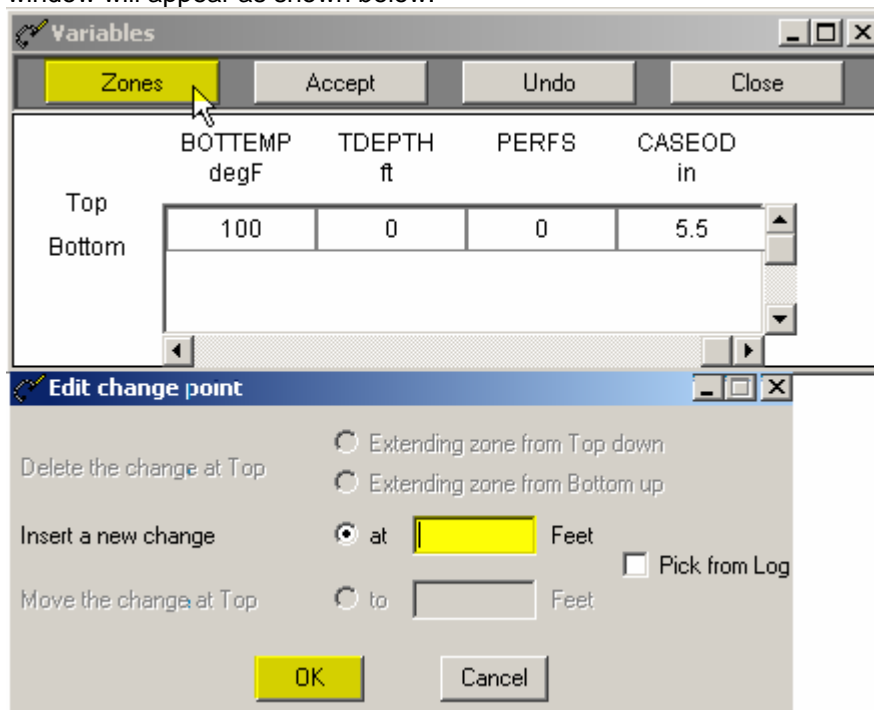 window will appear as shown below.
Variables
Zones Accept Undo Close
BOTTEMP TDEPTH PERFS CASEOD
degF ft in
Top
Bottom
100 0 0 5.5
Edit change point
Delete the change at Top
Extending zone from Top down
Extending zone from Bottom up
Insert a new change at Feet
Pick from Log
Move the change at Top to Feet
OK Cancel